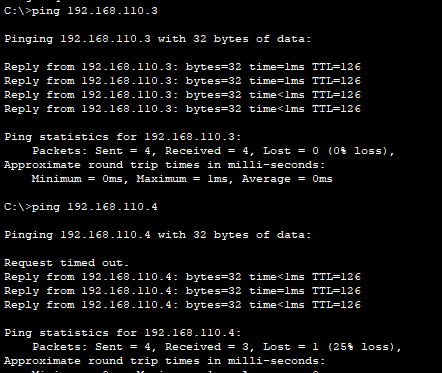 C:\>ping 192.168.110.3
Pinging 192.168.110.3 with 32 bytes of data:
Reply from 192.168.110.3: bytes=32 time=1ms TTL=126
Reply from 192.168.110.3: bytes=32 time<1ms TTL=126
Reply from 192.168.110.3: bytes=32 time<1ms TTL=126
Reply from 192.168.110.3: bytes=32 time<1ms TTL=126
Ping statistics for 192.168.110.3:
Packets: Sent = 4, Received = 4, Lost = 0 (0% loss),
Approximate round trip times in milli-seconds:
Minimum = 0ms, Maximum = 1ms, Average = 0ms
C:\>ping 192.168.110.4
Pinging 192.168.110.4 with 32 bytes of data:
Request timed out.
Reply from 192.168.110.4: bytes=32 time<1ms TTL=126
Reply from 192.168.110.4: bytes=32 time<1ms TTL=126
Reply from 192.168.110.4: bytes=32 time<1ms TTL=126
Ping statistics for 192.168.110.4:
Packets: Sent = 4, Received = 3, Lost = 1 (25% loss),
Approximate round trip times in milli-seconds: